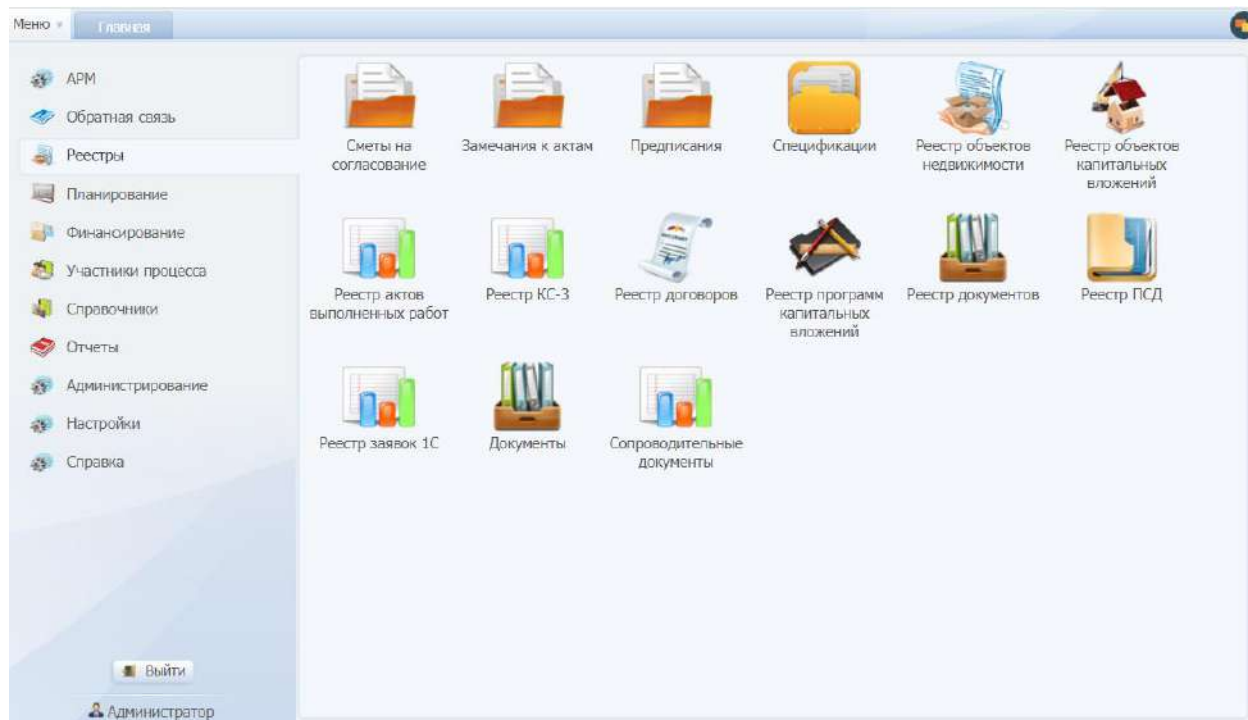 Меню
Главная
АРМ
Обратная связь
Реестры
Планирование
Финансирование
Участники процесса
Справочники
Отчеты
Администрирование
Настройки
Справка
Выйти
Администратор
Сметы на
согласование
Замечания к актам
Предписания
Спецификации
Реестр объектов
недвижимости
Реестр объектов
капитальных
вложений
Реестр актов
выполненных работ
Реестр КС-3
Реестр договоров
Реестр программ
капитальных
вложений
Реестр документов
Реестр ПСД
Реестр заявок 1С
Документы
Сопроводительные
документы